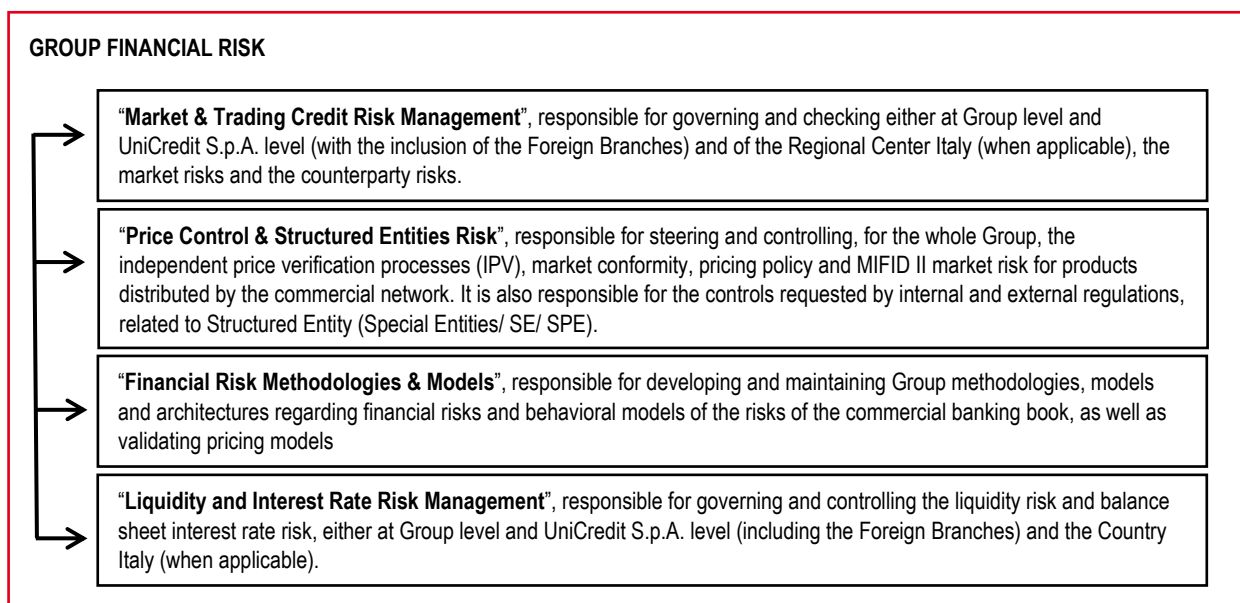 GROUP FINANCIAL RISK
“Market & Trading Credit Risk Management”, responsible for governing and checking either at Group level and
UniCredit S.p.A. level (with the inclusion of the Foreign Branches) and of the Regional Center Italy (when applicable), the
market risks and the counterparty risks.
“Price Control & Structured Entities Risk”, responsible for steering and controlling, for the whole Group, the
independent price verification processes (IPV), market conformity, pricing policy and MIFID II market risk for products
distributed by the commercial network. It is also responsible for the controls requested by internal and external regulations,
related to Structured Entity (Special Entities/ SE/ SPE).
“Financial Risk Methodologies & Models”, responsible for developing and maintaining Group methodologies, models
and architectures regarding financial risks and behavioral models of the risks of the commercial banking book, as well as
validating pricing models
“Liquidity and Interest Rate Risk Management”, responsible for governing and controlling the liquidity risk and balance
sheet interest rate risk, either at Group level and UniCredit S.p.A. level (including the Foreign Branches) and the Country
Italy (when applicable).